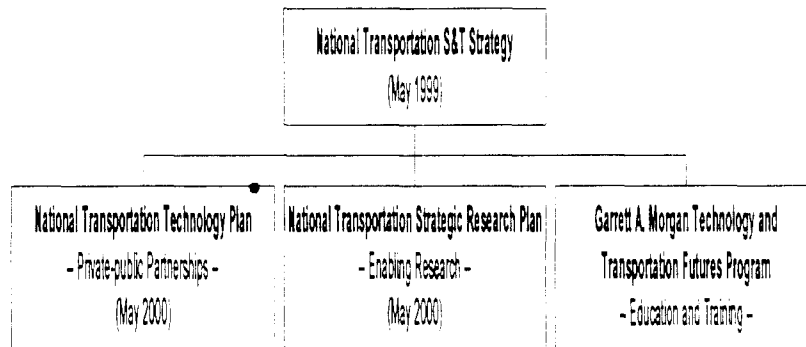 National Transportation S&T Strategy
(May 1999)
National Transportation Technology Plan
– Private-public Partnerships –
(May 2000)
National Transportation Strategic Research Plan
– Enabling Research –
(May 2000)
Garrett A. Morgan Technology and
Transportation Futures Program
– Education and Training –